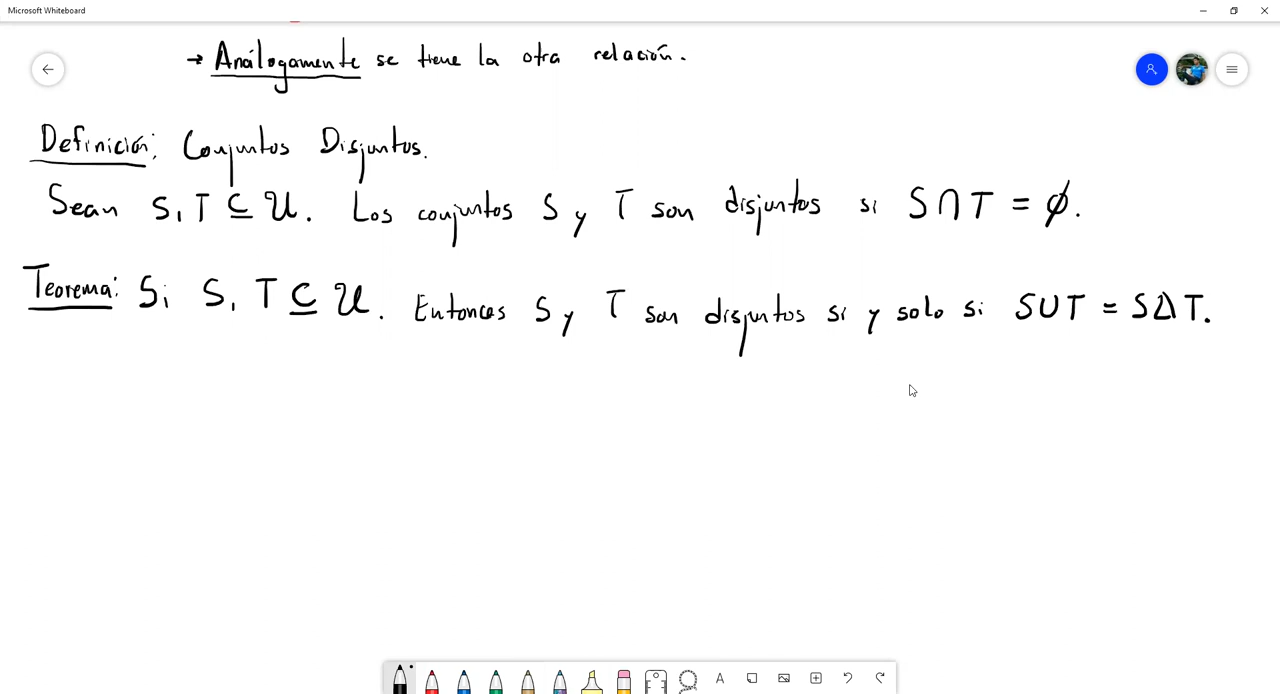 Microsoft Whiteboard
→ Análogamente se tiene la otra relación.
Definición: Conjuntos Disjuntos.
Sean S, T ⊆ U. Los conjuntos S y T son disjuntos si S ∩ T = ∅.
Teorema: Si S, T ⊆ U. Entonces S y T son disjuntos si y solo si S ∪ T = S Δ T.
A